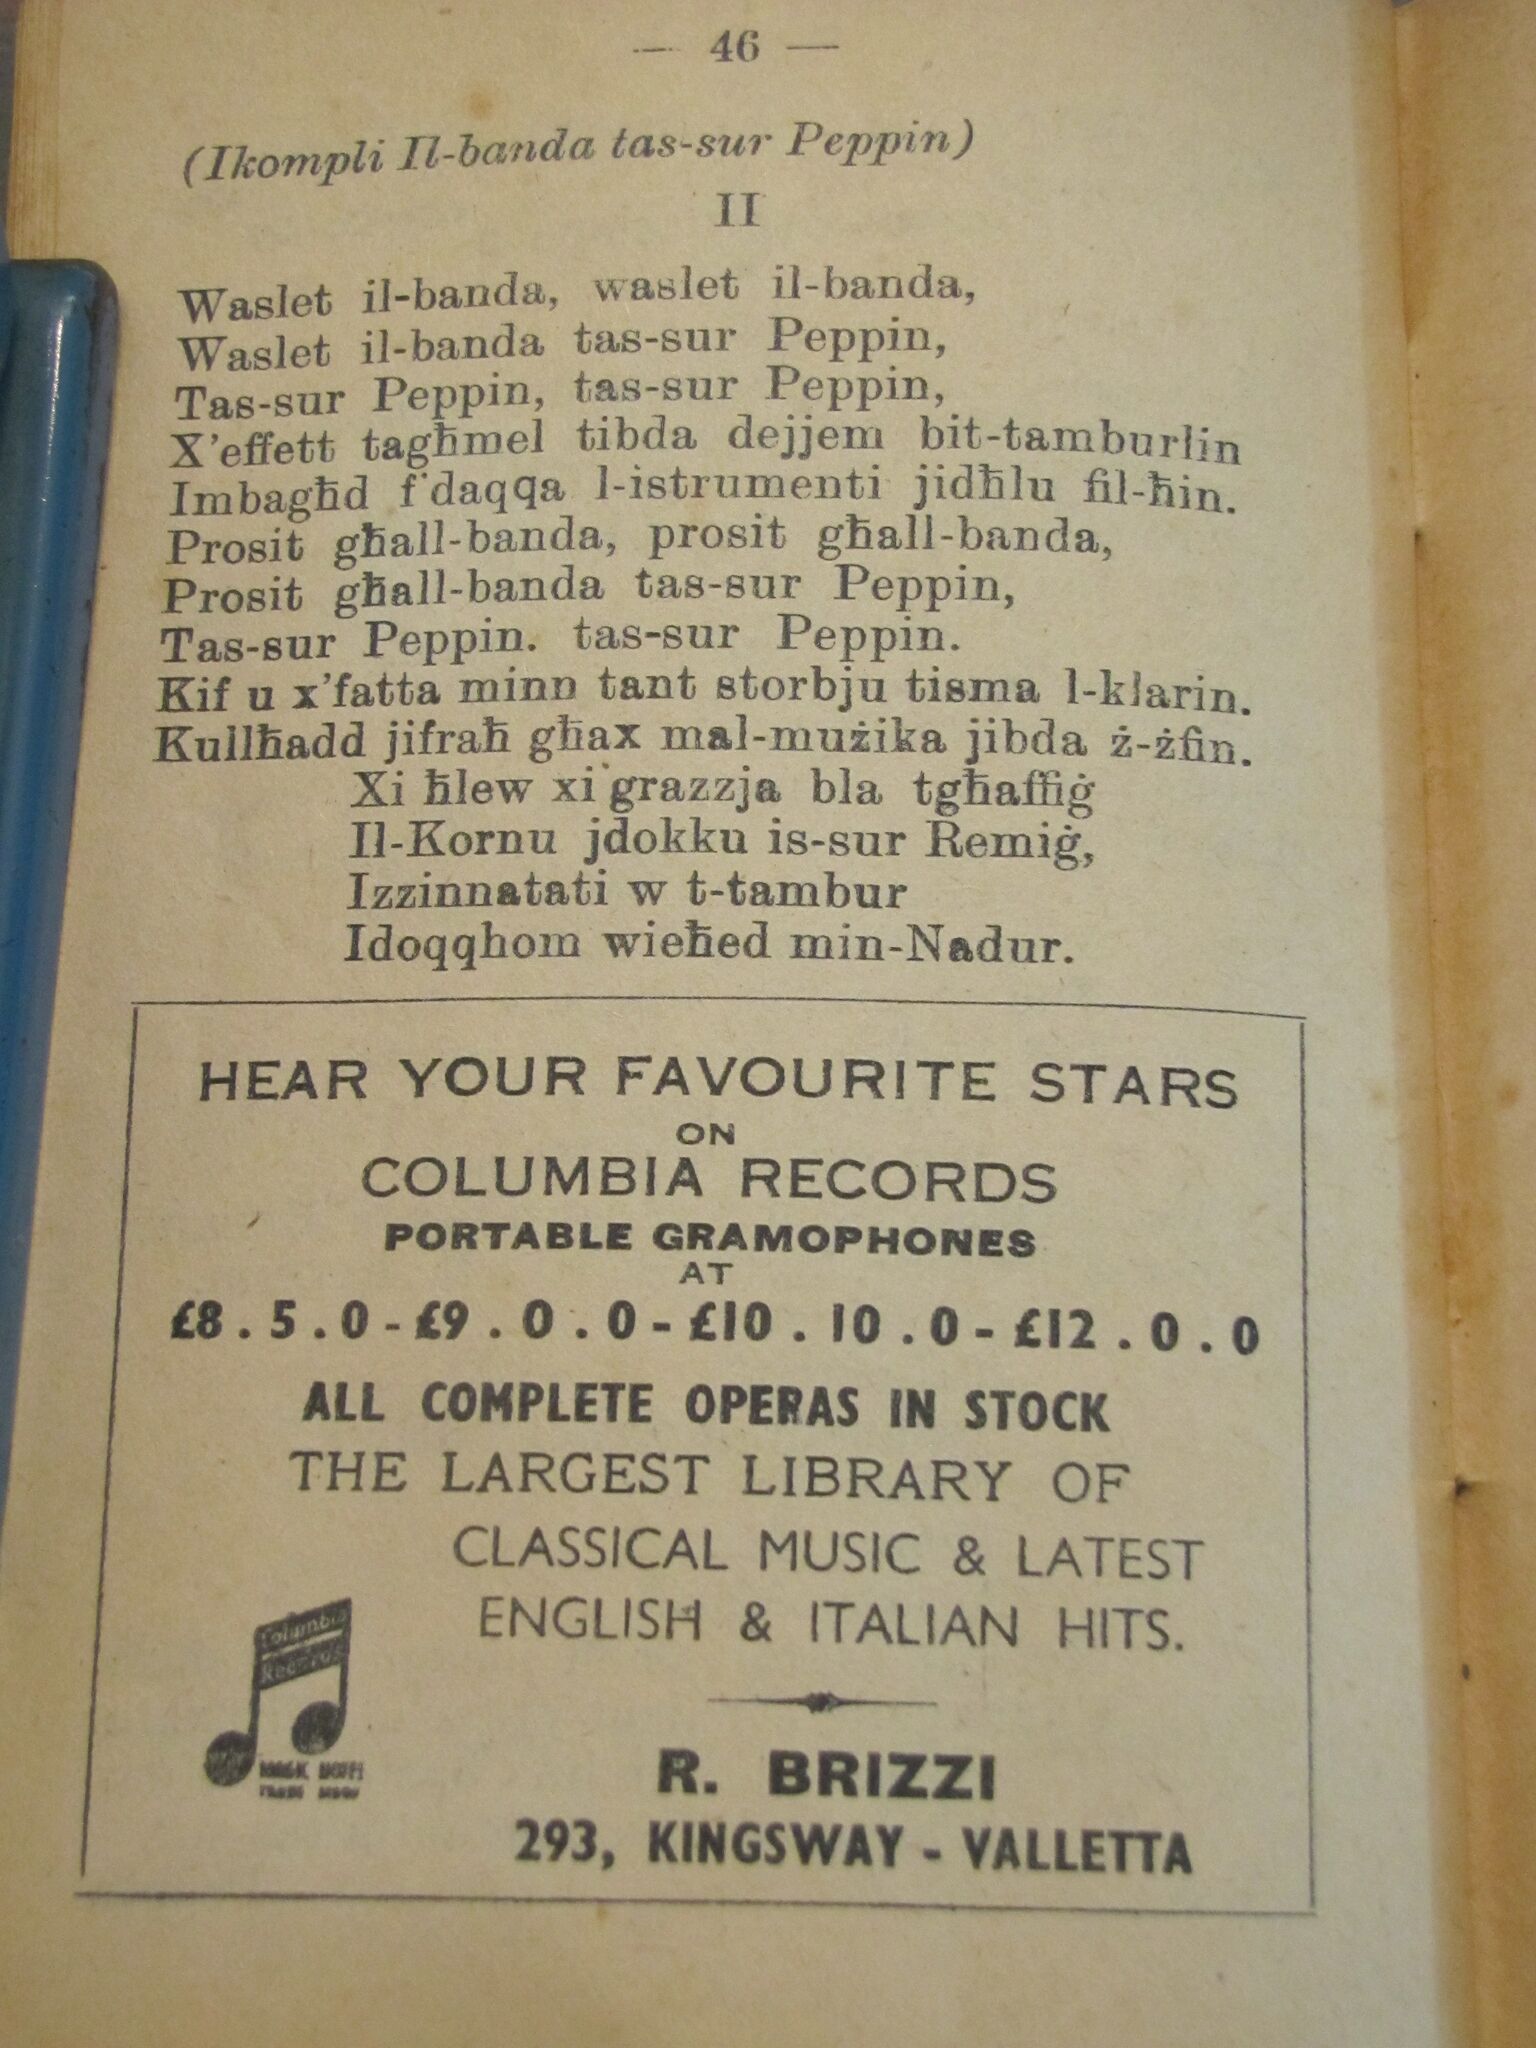 — 46 —
(Ikompli Il-banda tas-sur Peppin)
II
Waslet il-banda, waslet il-banda,
Waslet il-banda tas-sur Peppin,
Tas-sur Peppin, tas-sur Peppin,
X'effett tagħmel tibda dejjem bit-tamburlin
Imbagħd f'daqqa l-istrumenti jidħlu fil-ħin.
Prosit għall-banda, prosit għall-banda,
Prosit għall-banda tas-sur Peppin,
Tas-sur Peppin. tas-sur Peppin.
Kif u x'fatta minn tant storbju tisma l-klarin.
Kullħadd jifraħ għax mal-mużika jibda ż-żfin.
Xi ħlew xi grazzja bla tgħaffiġ
Il-Kornu jdokku is-sur Remiġ,
Izzinnatati w t-tambur
Idoqqhom wieħed min-Nadur.
HEAR YOUR FAVOURITE STARS
ON
COLUMBIA RECORDS
PORTABLE GRAMOPHONES
AT
£8.5.0-£9.0.0-£10.10.0-£12.0.0
ALL COMPLETE OPERAS IN STOCK
THE LARGEST LIBRARY OF
CLASSICAL MUSIC & LATEST
ENGLISH & ITALIAN HITS.
Columbia
Records
R. BRIZZI
293, KINGSWAY - VALLETTA